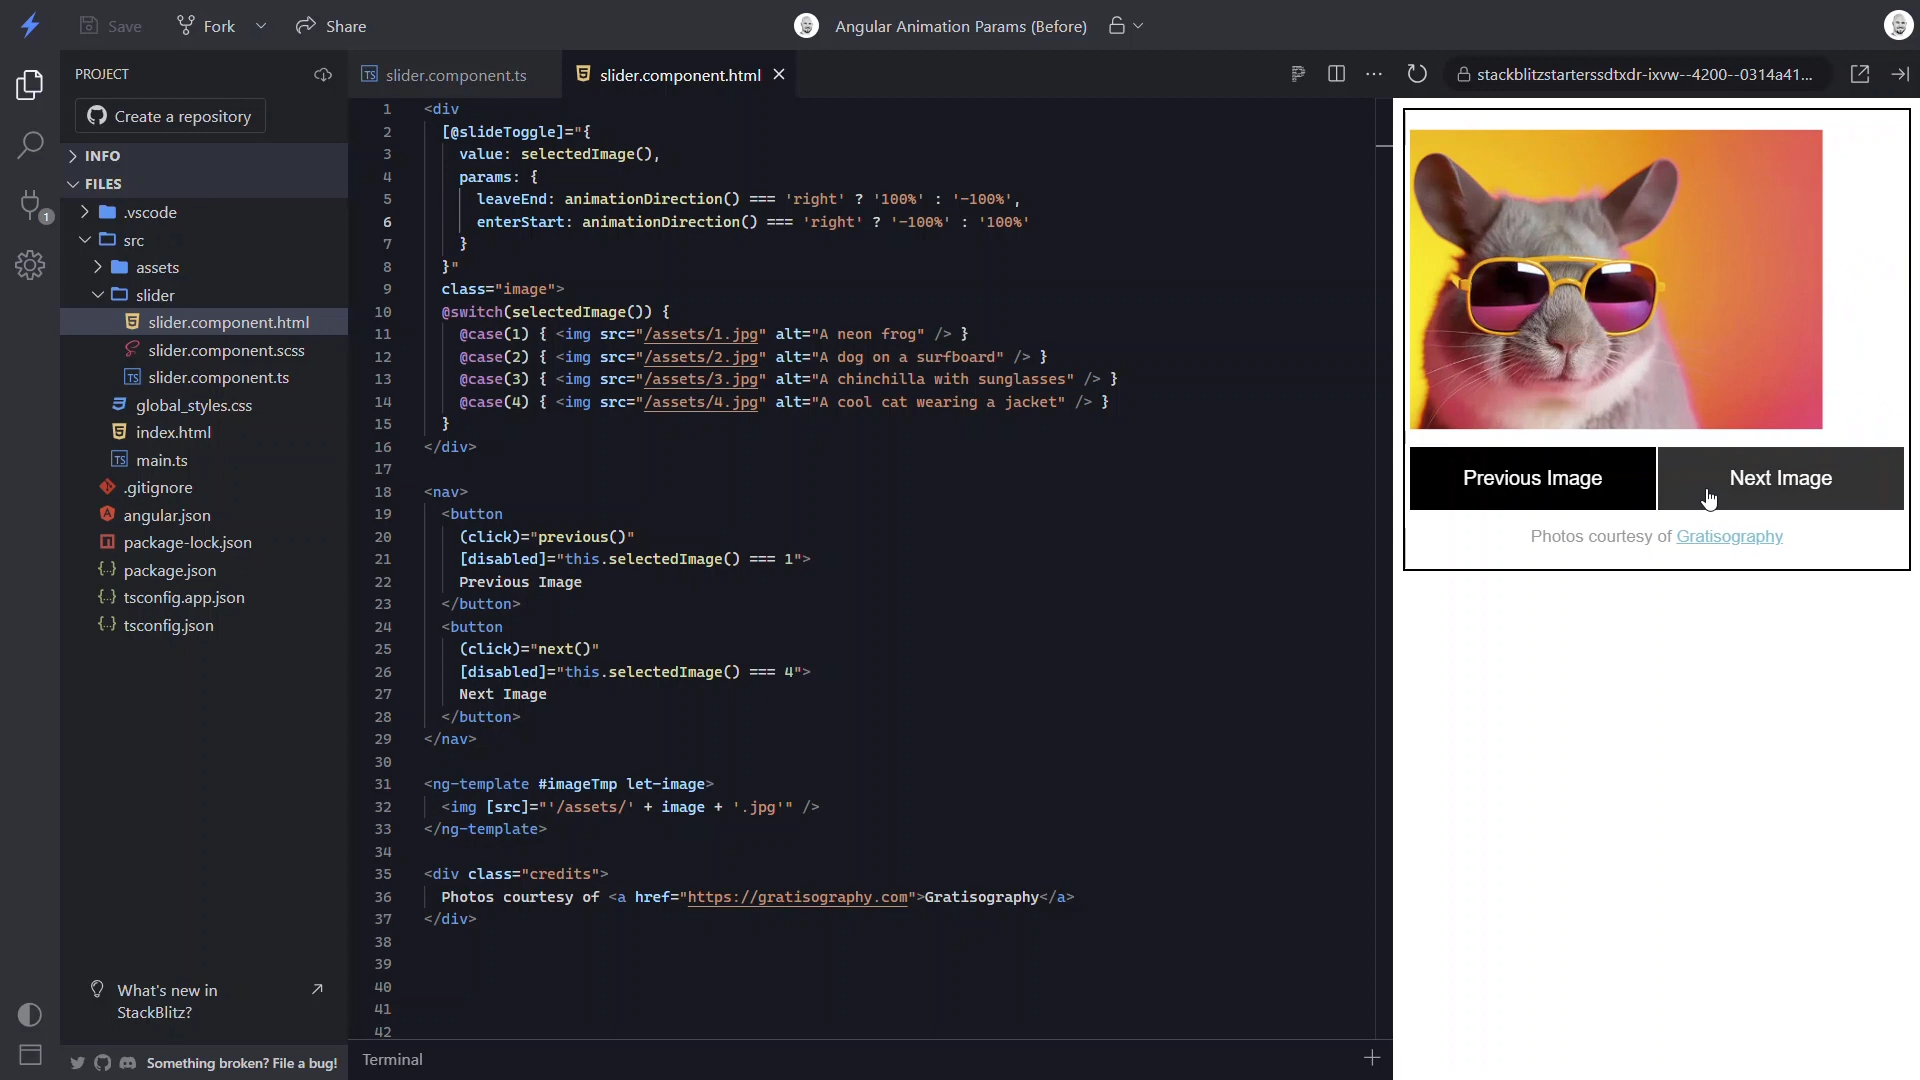 Save
Fork
Share
Angular Animation Params (Before)
PROJECT
TS slider.component.ts
slider.component.html
stackblitzstarterssdtxdr-ixvw--4200--0314a41...
Create a repository
INFO
FILES
1
.vscode
src
assets
slider
slider.component.html
slider.component.scss
TS slider.component.ts
global_styles.css
index.html
TS main.ts
.gitignore
angular.json
package-lock.json
{..} package.json
{..} tsconfig.app.json
{..} tsconfig.json
What's new in
StackBlitz?
Something broken? File a bug!
1 <div
2 [@slideToggle]="{
3 value: selectedImage(),
4 params: {
5 leaveEnd: animationDirection() === 'right' ? '100%' : '-100%',
6 enterStart: animationDirection() === 'right' ? '-100%' : '100%'
7 }
8 }"
9 class="image">
10 @switch(selectedImage()) {
11 @case(1) { <img src="/assets/1.jpg" alt="A neon frog" /> }
12 @case(2) { <img src="/assets/2.jpg" alt="A dog on a surfboard" /> }
13 @case(3) { <img src="/assets/3.jpg" alt="A chinchilla with sunglasses" /> }
14 @case(4) { <img src="/assets/4.jpg" alt="A cool cat wearing a jacket" /> }
15 }
16 </div>
17
18 <nav>
19 <button
20 (click)="previous()"
21 [disabled]="this.selectedImage() === 1">
22 Previous Image
23 </button>
24 <button
25 (click)="next()"
26 [disabled]="this.selectedImage() === 4">
27 Next Image
28 </button>
29 </nav>
30
31 <ng-template #imageTmp let-image>
32 <img [src]="'/assets/' + image + '.jpg'" />
33 </ng-template>
34
35 <div class="credits">
36 Photos courtesy of <a href="https://gratisography.com">Gratisography</a>
37 </div>
38
39
40
41
42
Terminal
Previous Image
Next Image
Photos courtesy of Gratisography